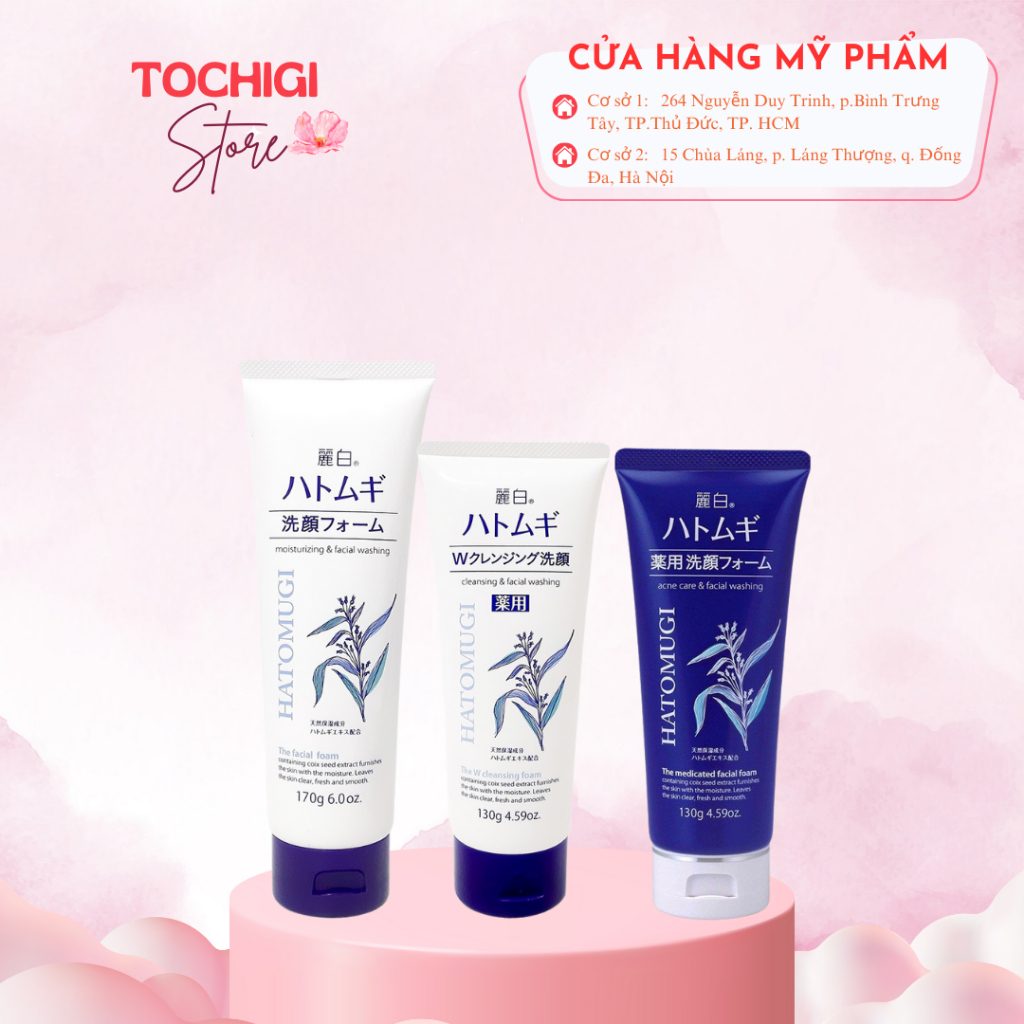 TOCHIGI
Store
CỬA HÀNG MỸ PHẨM
Cơ sở 1: 264 Nguyễn Duy Trinh, p.Bình Trưng
Tây, TP.Thủ Đức, TP. HCM
Cơ sở 2: 15 Chùa Láng, p. Láng Thượng, q. Đống
Đa, Hà Nội
麗白®
ハトムギ
洗顔フォーム
moisturizing & facial washing
HATOMUGI
天然保湿成分
ハトムギエキス配合
The facial foam
containing coix seed extract furnishes
the skin with the moisture. Leaves
the skin clear, fresh and smooth.
170g 6.0oz.
麗白®
ハトムギ
Wクレンジング洗顔
cleansing & facial washing
薬用
HATOMUGI
天然保湿成分
ハトムギエキス配合
The W cleansing foam
containing coix seed extract furnishes
the skin with the moisture. Leaves
the skin clear, fresh and smooth.
130g 4.59oz.
麗白®
ハトムギ
薬用 洗顔フォーム
acne care & facial washing
HATOMUGI
天然保湿成分
ハトムギエキス配合
The medicated facial foam
containing coix seed extract furnishes
the skin with the moisture. Leaves
the skin clear, fresh and smooth.
130g 4.59oz.